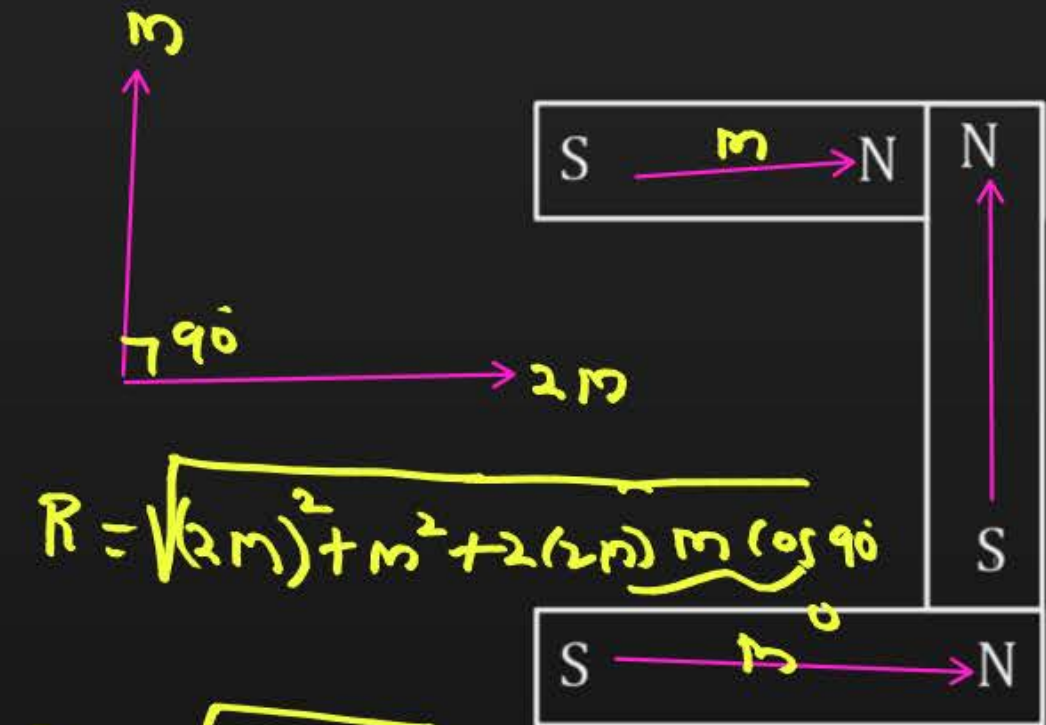 m
S m N N
90°
2m
R = √(2m)² + m² + 2(2m) m Cos 90°
0
S
S m N